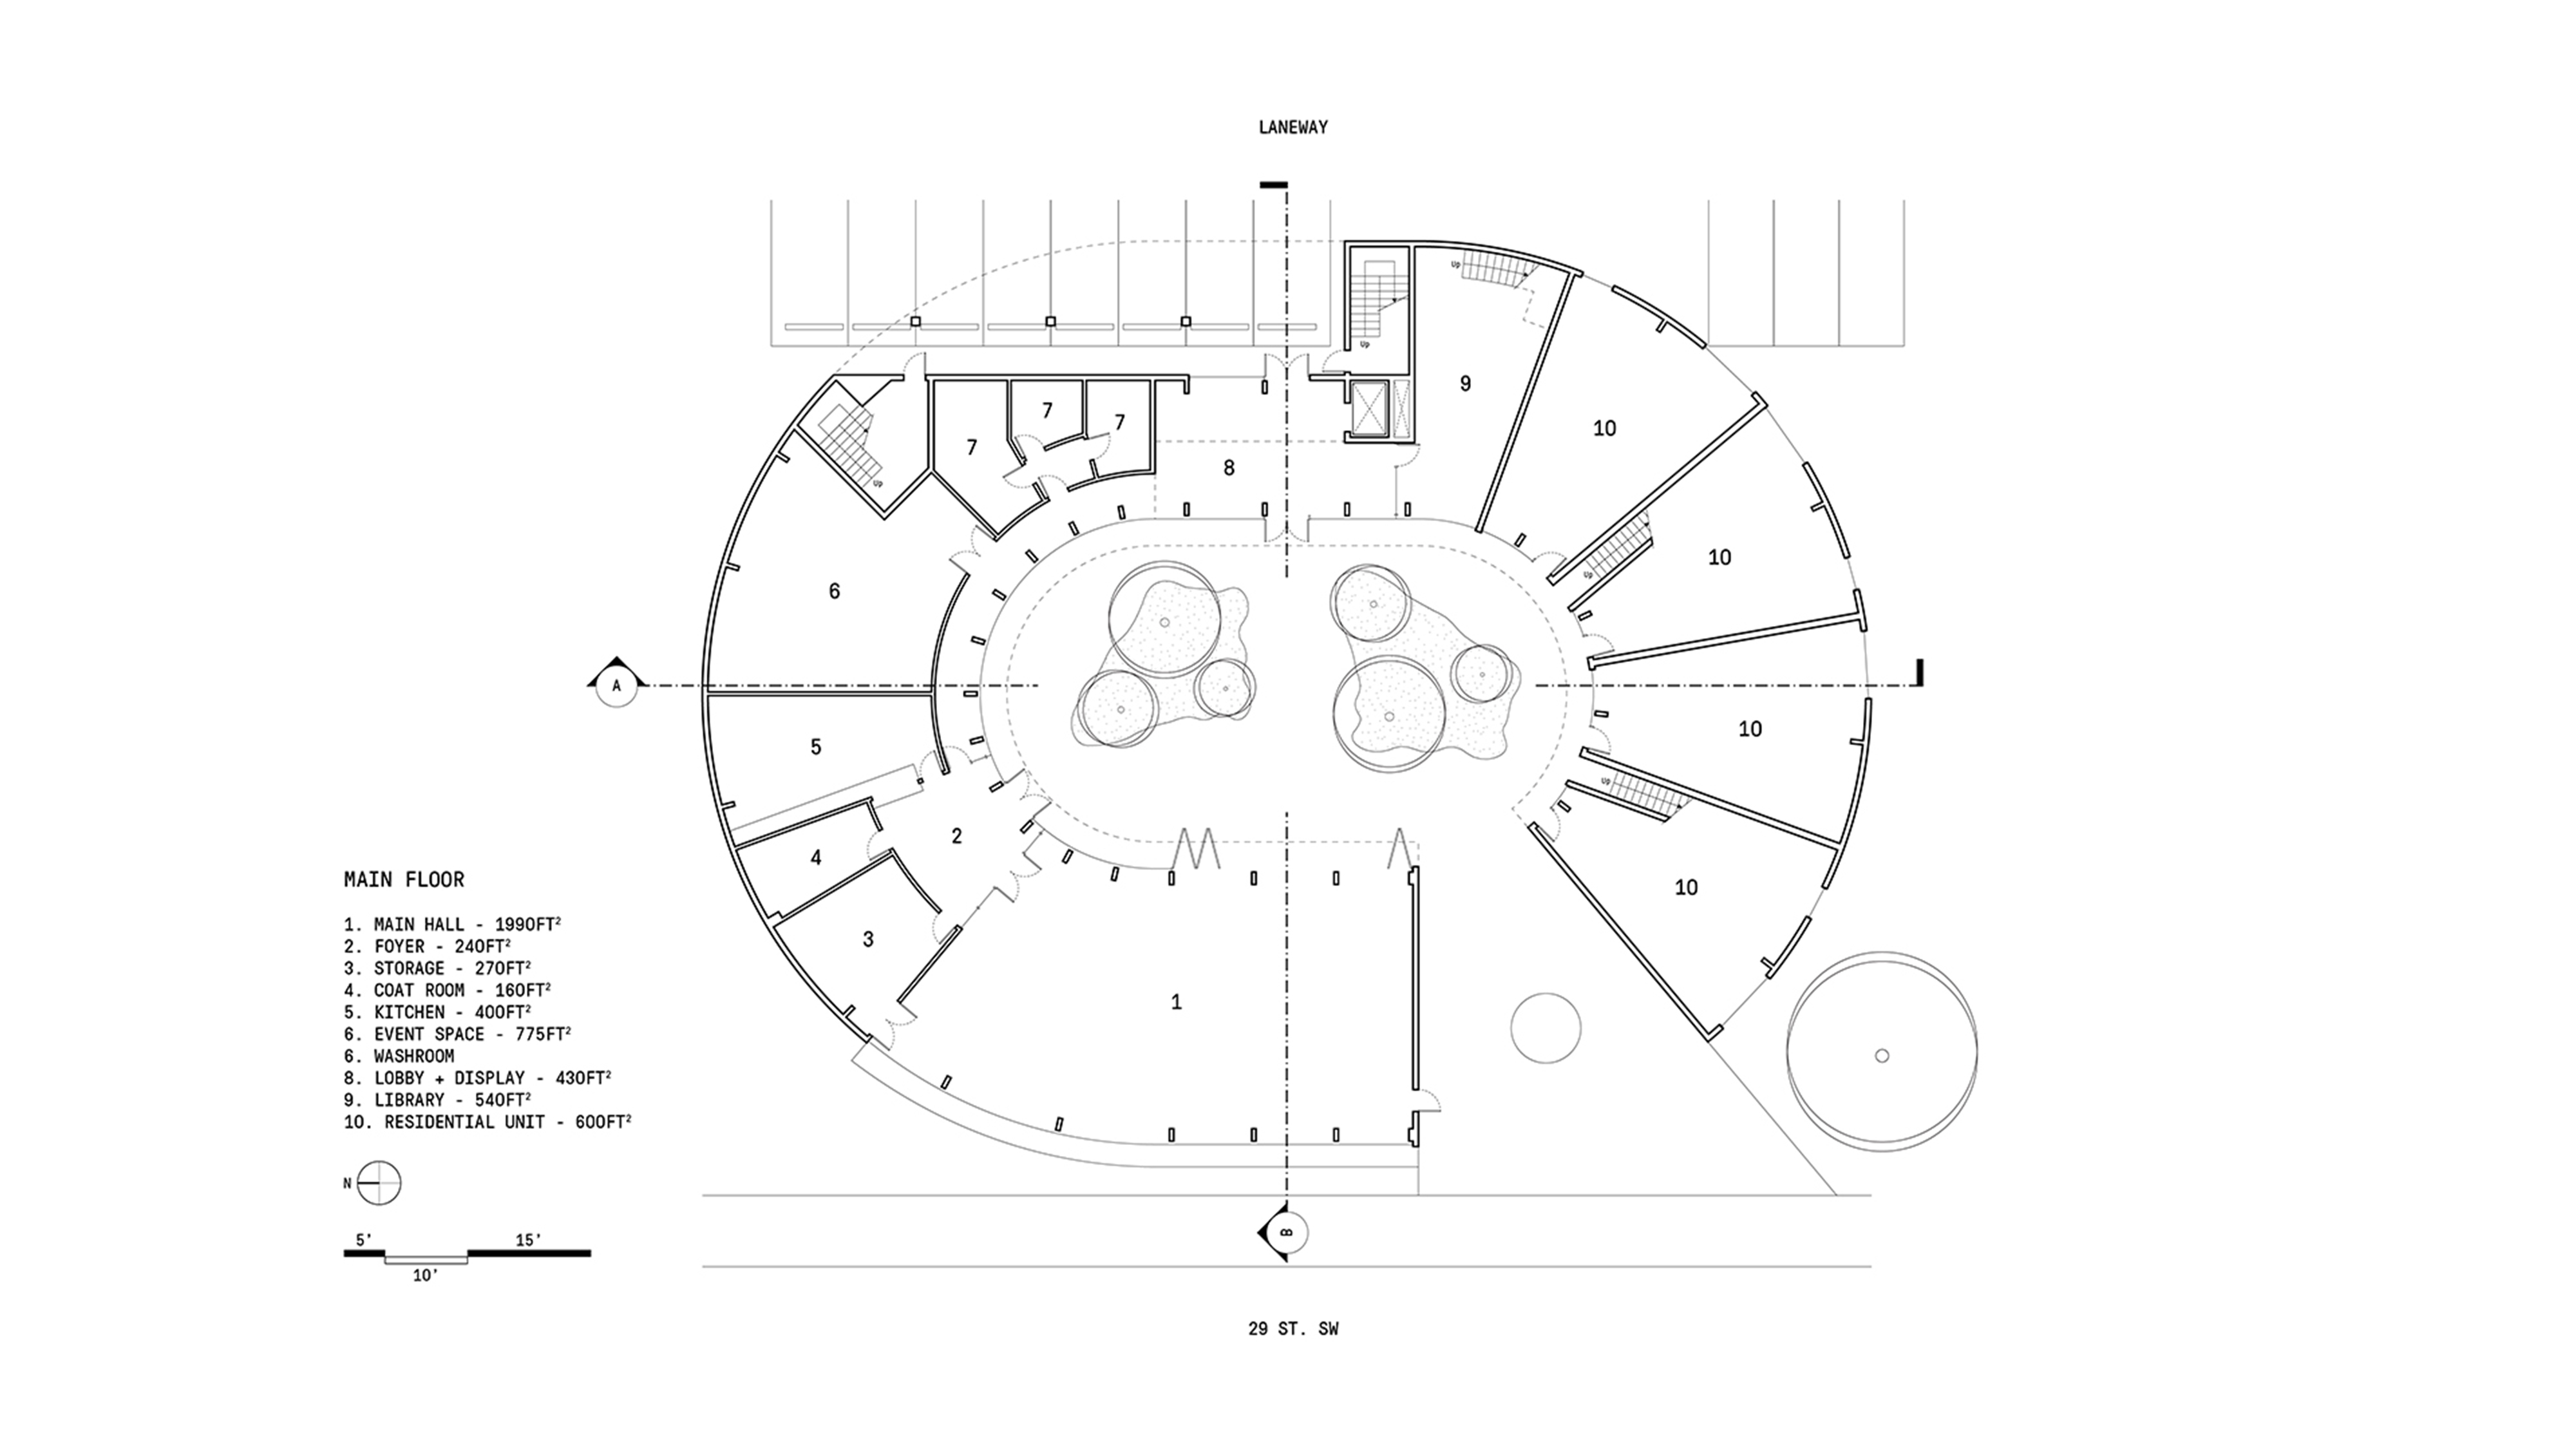 LANEWAY
Up
Up
Up
9
7
7
7
10
8
Up
10
Up
6
A
10
5
Up
2
4
10
3
1
MAIN FLOOR
1. MAIN HALL - 1990FT²
2. FOYER - 240FT²
3. STORAGE - 270FT²
4. COAT ROOM - 160FT²
5. KITCHEN - 400FT²
6. EVENT SPACE - 775FT²
6. WASHROOM
8. LOBBY + DISPLAY - 430FT²
9. LIBRARY - 540FT²
10. RESIDENTIAL UNIT - 600FT²
N
5' 15'
10'
B
29 ST. SW